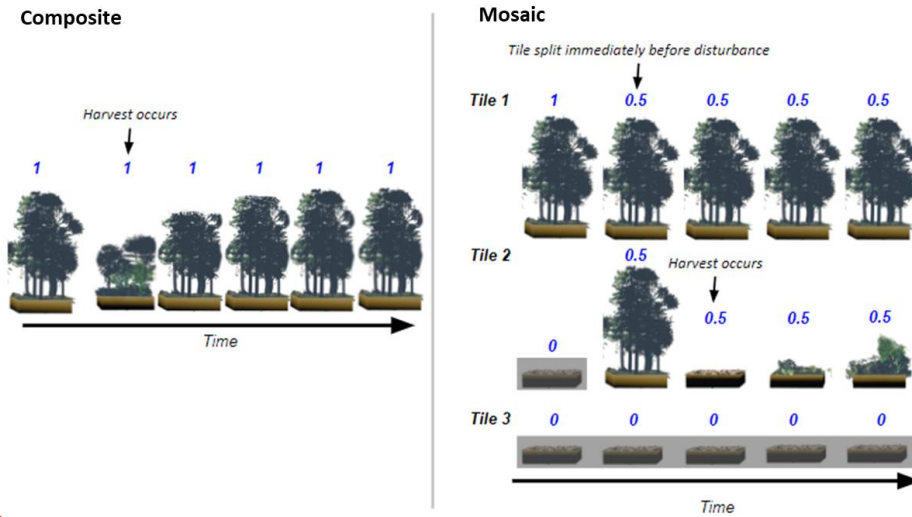 Composite
Harvest occurs
1 1 1 1 1 1
Time
Mosaic
Tile split immediately before disturbance
Tile 1 1 0.5 0.5 0.5 0.5
Tile 2 0.5 Harvest occurs
0 0.5 0.5 0.5
Tile 3 0 0 0 0 0
Time